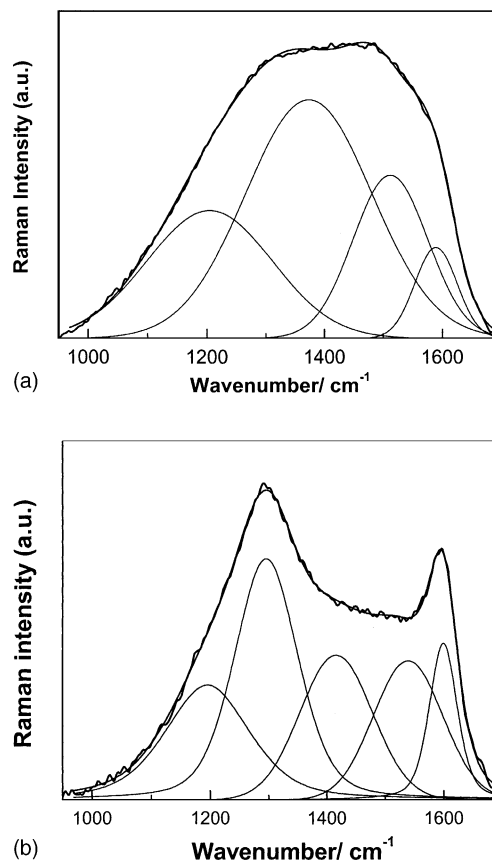 Raman Intensity (a.u.)
1000 1200 1400 1600
Wavenumber/ cm⁻¹
(a)
Raman intensity (a.u.)
1000 1200 1400 1600
Wavenumber/ cm⁻¹
(b)